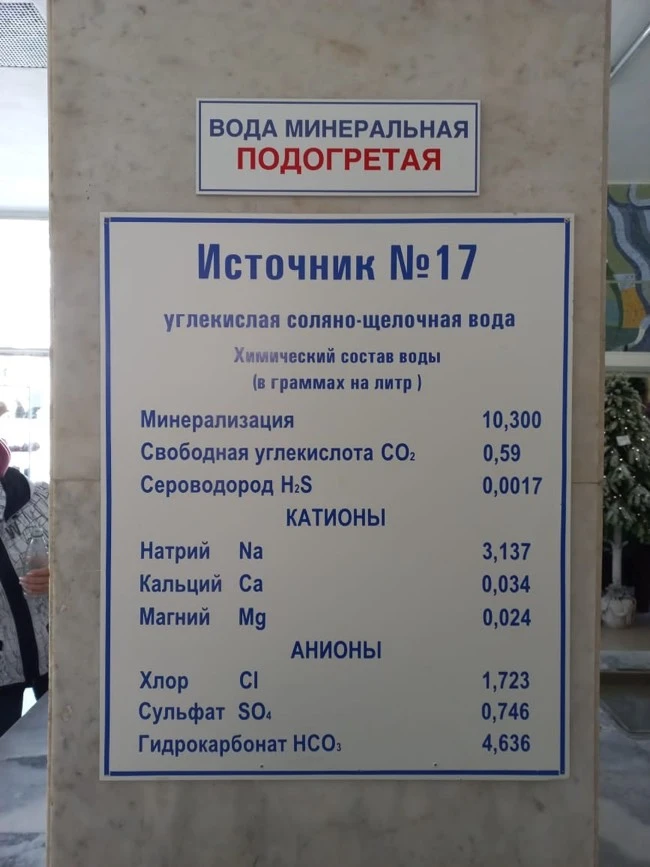 ВОДА МИНЕРАЛЬНАЯ
ПОДОГРЕТАЯ
Источник №17
углекислая соляно-щелочная вода
Химический состав воды
(в граммах на литр )
Минерализация 10,300
Свободная углекислота CO₂ 0,59
Сероводород H₂S 0,0017
КАТИОНЫ
Натрий Na 3,137
Кальций Ca 0,034
Магний Mg 0,024
АНИОНЫ
Хлор Cl 1,723
Сульфат SO₄ 0,746
Гидрокарбонат HCO₃ 4,636